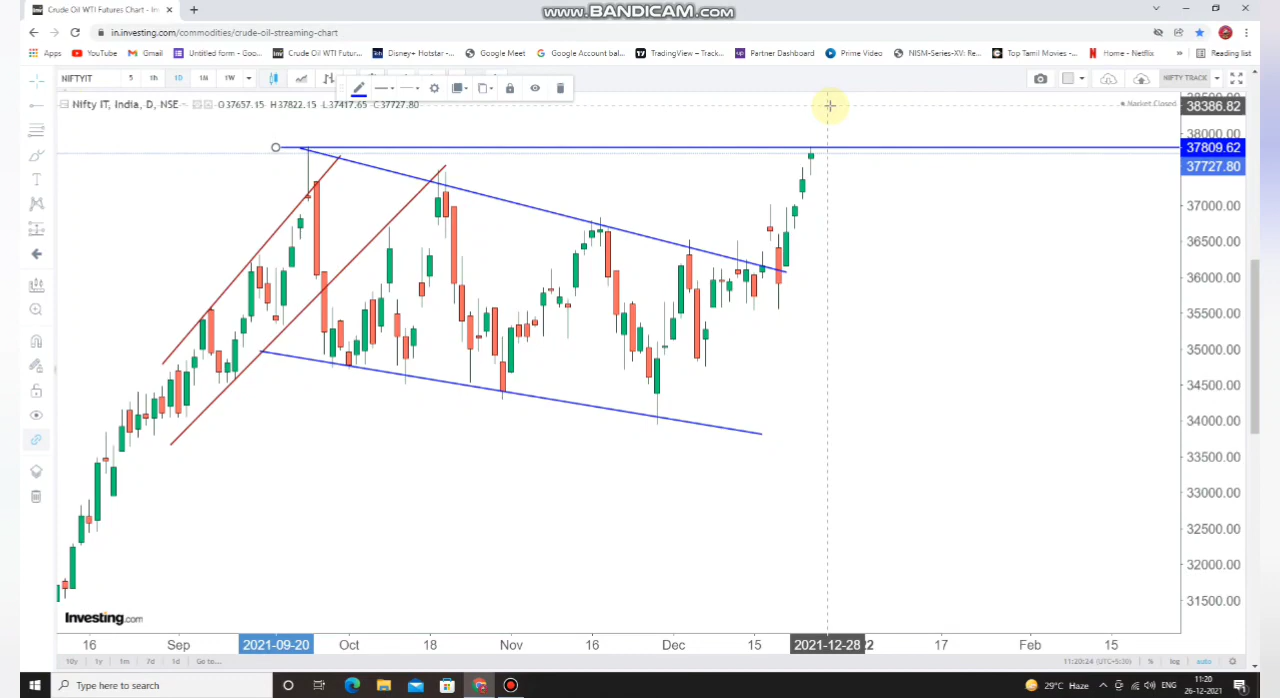 www.BANDICAM.com
Crude Oil WTI Futures Chart - In
in.investing.com/commodities/crude-oil-streaming-chart
Apps YouTube Gmail Untitled form - Goo... Crude Oil WTI Futur... Disney+ Hotstar -... Google Meet Google Account bal... TradingView – Track... Partner Dashboard Prime Video NISM-Series-XV: Re... Top Tamil Movies -... Home - Netflix » Reading list
NIFTYIT 5 1h 1D 1M 1W NIFTY TRACK
Nifty IT, India, D, NSE O37657.15 H37822.15 L37417.65 C37727.80 Market Closed
38386.82
38000.00
37809.62
37727.80
37000.00
36500.00
36000.00
35500.00
35000.00
34500.00
34000.00
33500.00
33000.00
32500.00
32000.00
31500.00
Investing.com
16 Sep 2021-09-20 Oct 18 Nov 16 Dec 15 2021-12-28 17 Feb 15
10y 1y 1m 7d 1d Go to... 11:20:24 (UTC+5:30) % log auto
Type here to search 29°C Haze ENG 11:20
26-12-2021